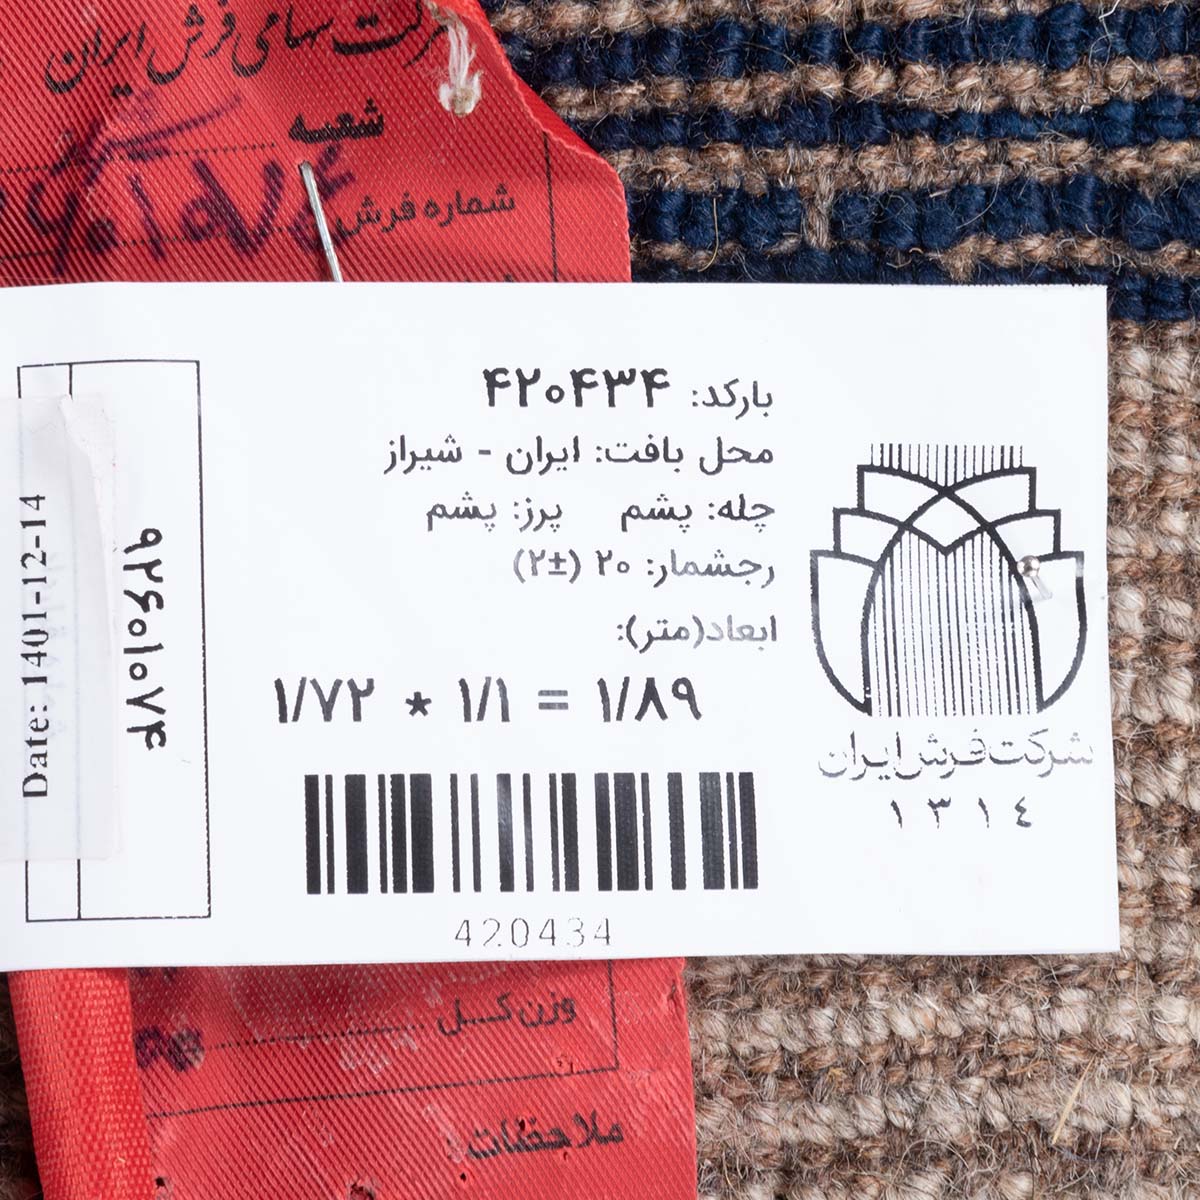 شرکت سهامی فرش ایران
شعبه
شماره فرش
بارکد: ۴۲۰۴۳۴
محل بافت: ایران - شیراز
چله: پشم پرز: پشم
رجشمار: ۲۰ (±۲)
ابعاد(متر):
۱/۷۲ * ۱/۱ = ۱/۸۹
420434
شرکت فرش ایران
۱۳۱٤
Date: 1401-12-14
۹۲۶۰۱۰۷۴
وزن کل
ملاحظات